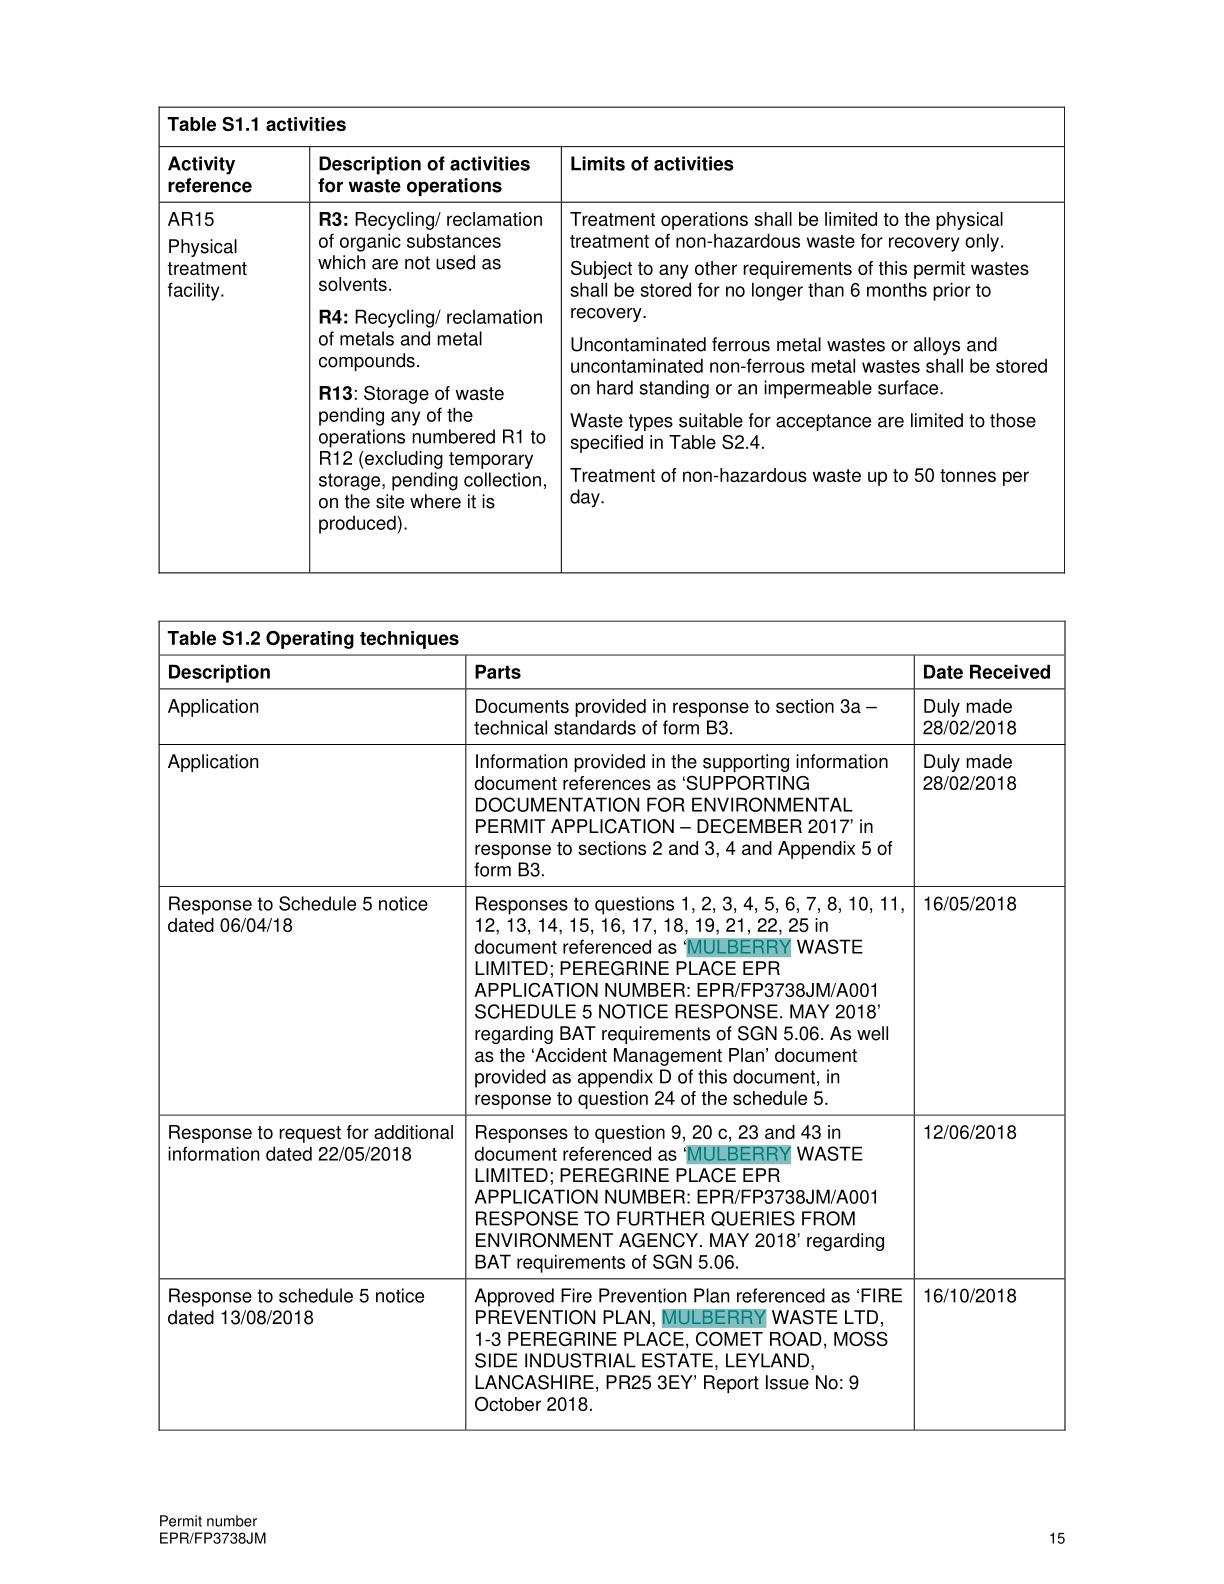 Table S1.1 activities
Activity
reference
Description of activities
for waste operations
Limits of activities
AR15
Physical
treatment
facility.
R3: Recycling/ reclamation
of organic substances
which are not used as
solvents.
R4: Recycling/ reclamation
of metals and metal
compounds.
R13: Storage of waste
pending any of the
operations numbered R1 to
R12 (excluding temporary
storage, pending collection,
on the site where it is
produced).
Treatment operations shall be limited to the physical
treatment of non-hazardous waste for recovery only.
Subject to any other requirements of this permit wastes
shall be stored for no longer than 6 months prior to
recovery.
Uncontaminated ferrous metal wastes or alloys and
uncontaminated non-ferrous metal wastes shall be stored
on hard standing or an impermeable surface.
Waste types suitable for acceptance are limited to those
specified in Table S2.4.
Treatment of non-hazardous waste up to 50 tonnes per
day.
Table S1.2 Operating techniques
Description
Parts
Date Received
Application
Documents provided in response to section 3a –
technical standards of form B3.
Duly made
28/02/2018
Application
Information provided in the supporting information
document references as ‘SUPPORTING
DOCUMENTATION FOR ENVIRONMENTAL
PERMIT APPLICATION – DECEMBER 2017’ in
response to sections 2 and 3, 4 and Appendix 5 of
form B3.
Duly made
28/02/2018
Response to Schedule 5 notice
dated 06/04/18
Responses to questions 1, 2, 3, 4, 5, 6, 7, 8, 10, 11,
12, 13, 14, 15, 16, 17, 18, 19, 21, 22, 25 in
document referenced as ‘MULBERRY WASTE
LIMITED; PEREGRINE PLACE EPR
APPLICATION NUMBER: EPR/FP3738JM/A001
SCHEDULE 5 NOTICE RESPONSE. MAY 2018’
regarding BAT requirements of SGN 5.06. As well
as the ‘Accident Management Plan’ document
provided as appendix D of this document, in
response to question 24 of the schedule 5.
16/05/2018
Response to request for additional
information dated 22/05/2018
Responses to question 9, 20 c, 23 and 43 in
document referenced as ‘MULBERRY WASTE
LIMITED; PEREGRINE PLACE EPR
APPLICATION NUMBER: EPR/FP3738JM/A001
RESPONSE TO FURTHER QUERIES FROM
ENVIRONMENT AGENCY. MAY 2018’ regarding
BAT requirements of SGN 5.06.
12/06/2018
Response to schedule 5 notice
dated 13/08/2018
Approved Fire Prevention Plan referenced as ‘FIRE
PREVENTION PLAN, MULBERRY WASTE LTD,
1-3 PEREGRINE PLACE, COMET ROAD, MOSS
SIDE INDUSTRIAL ESTATE, LEYLAND,
LANCASHIRE, PR25 3EY’ Report Issue No: 9
October 2018.
16/10/2018
Permit number
EPR/FP3738JM
15